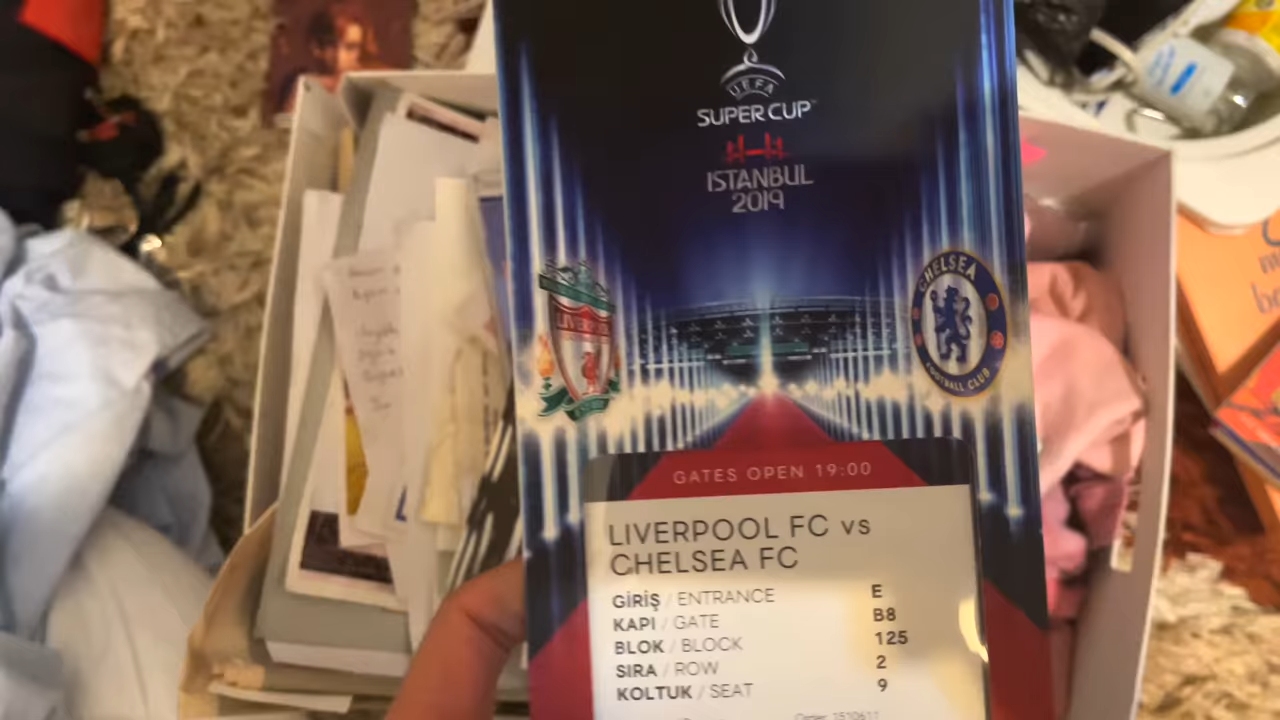 UEFA
SUPER CUP™
ISTANBUL
2019
LIVERPOOL
CHELSEA
FOOTBALL CLUB
GATES OPEN 19:00
LIVERPOOL FC vs
CHELSEA FC
GİRİŞ / ENTRANCE E
KAPI / GATE B8
BLOK / BLOCK 125
SIRA / ROW 2
KOLTUK / SEAT 9